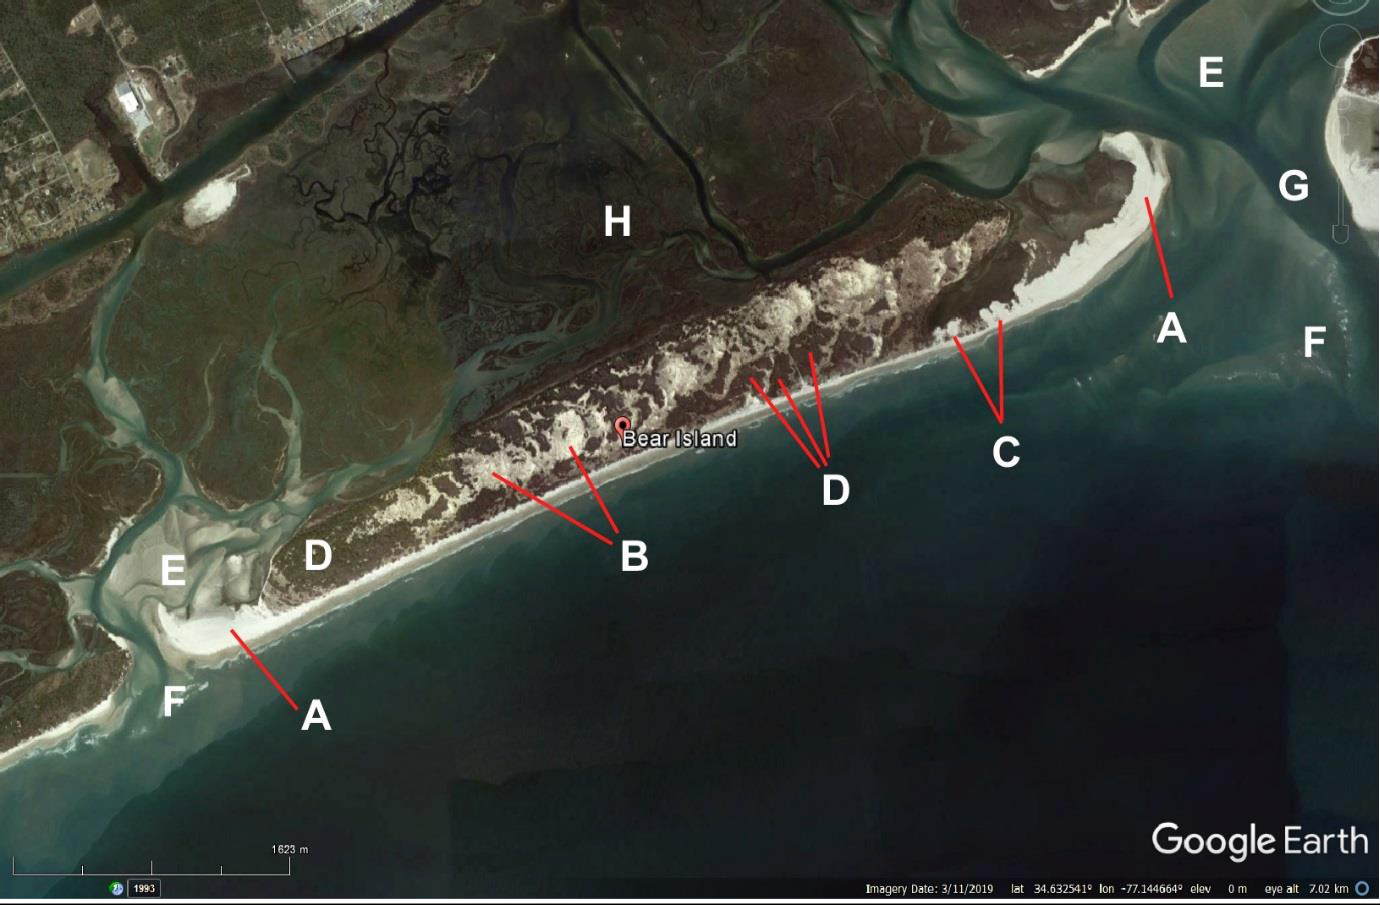 E
G
H
A
F
C
Bear Island
D
B
D
E
F
A
Google Earth
1623 m
1993
Imagery Date: 3/11/2019 lat 34.632541° lon -77.144664° elev 0 m eye alt 7.02 km